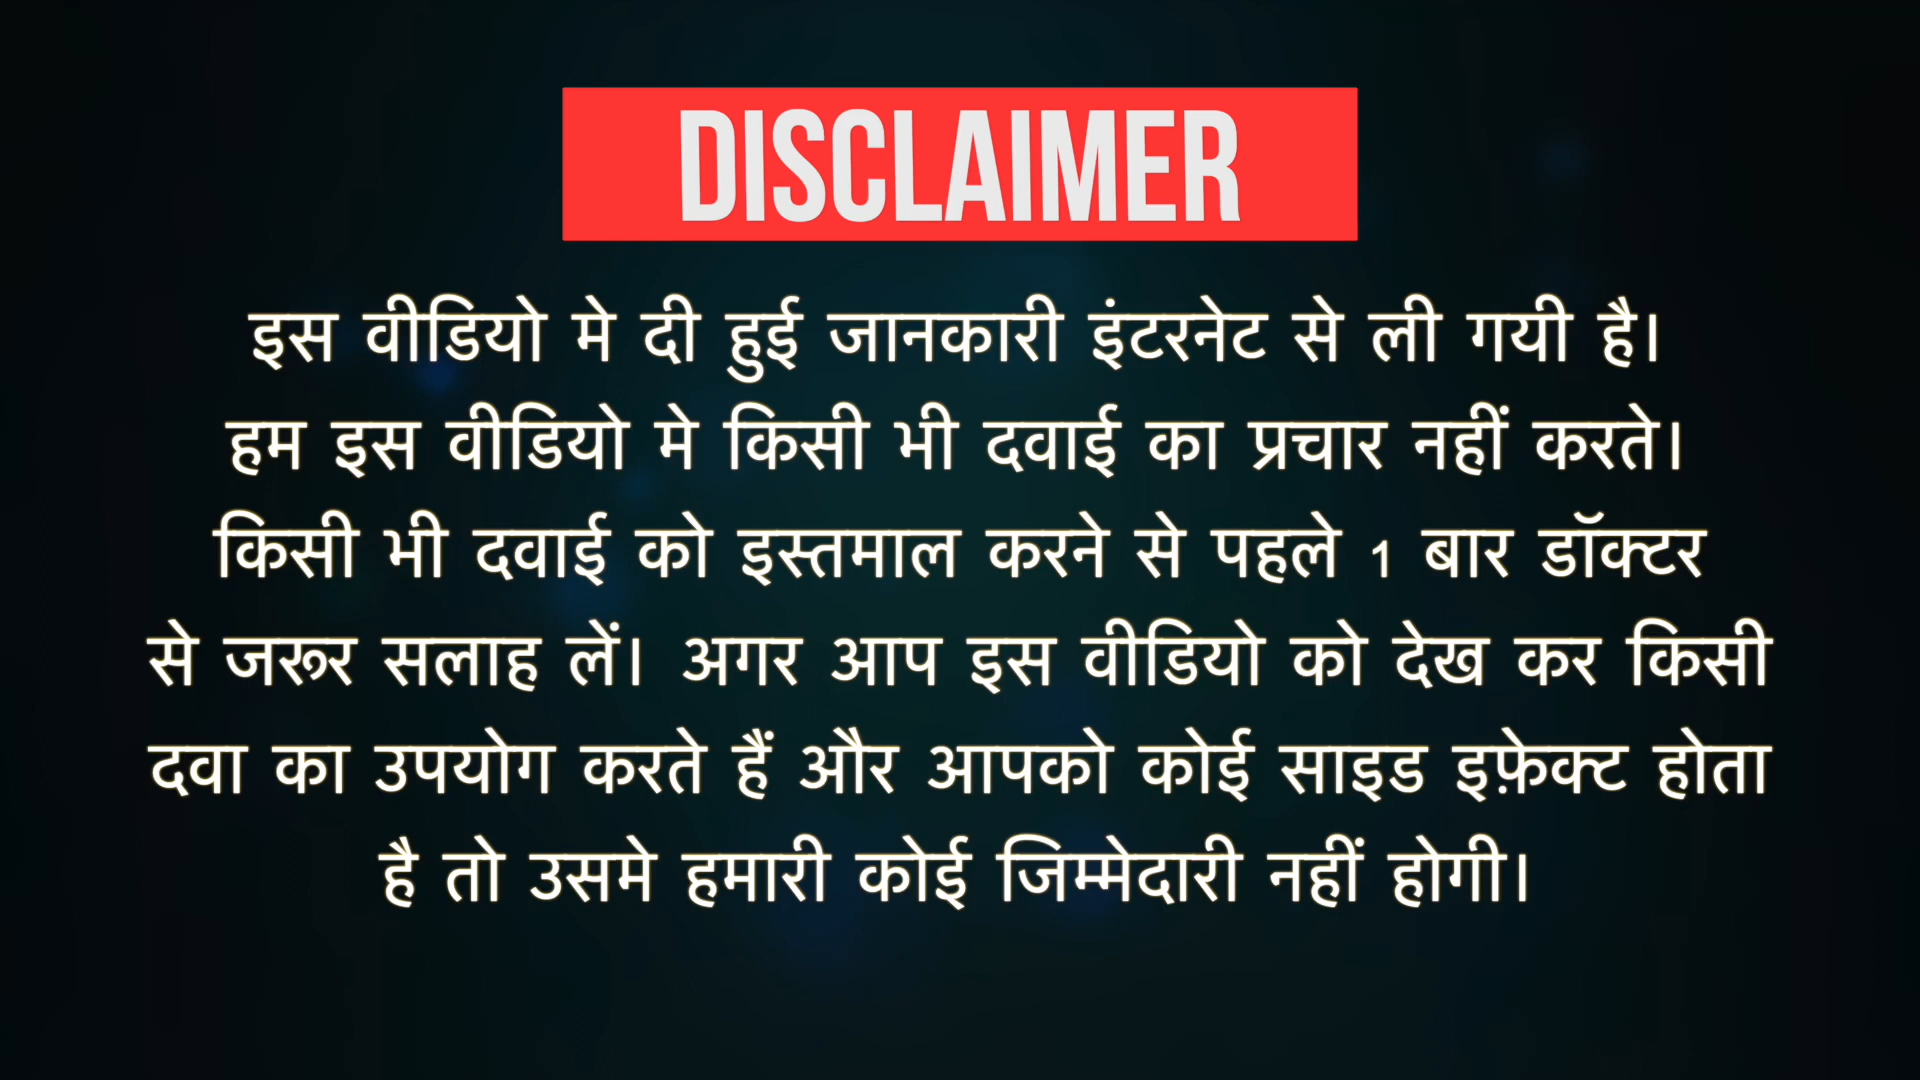 DISCLAIMER
इस वीडियो मे दी हुई जानकारी इंटरनेट से ली गयी है।
हम इस वीडियो मे किसी भी दवाई का प्रचार नहीं करते।
किसी भी दवाई को इस्तमाल करने से पहले 1 बार डॉक्टर
से जरूर सलाह लें। अगर आप इस वीडियो को देख कर किसी
दवा का उपयोग करते हैं और आपको कोई साइड इफ़ेक्ट होता
है तो उसमे हमारी कोई जिम्मेदारी नहीं होगी।